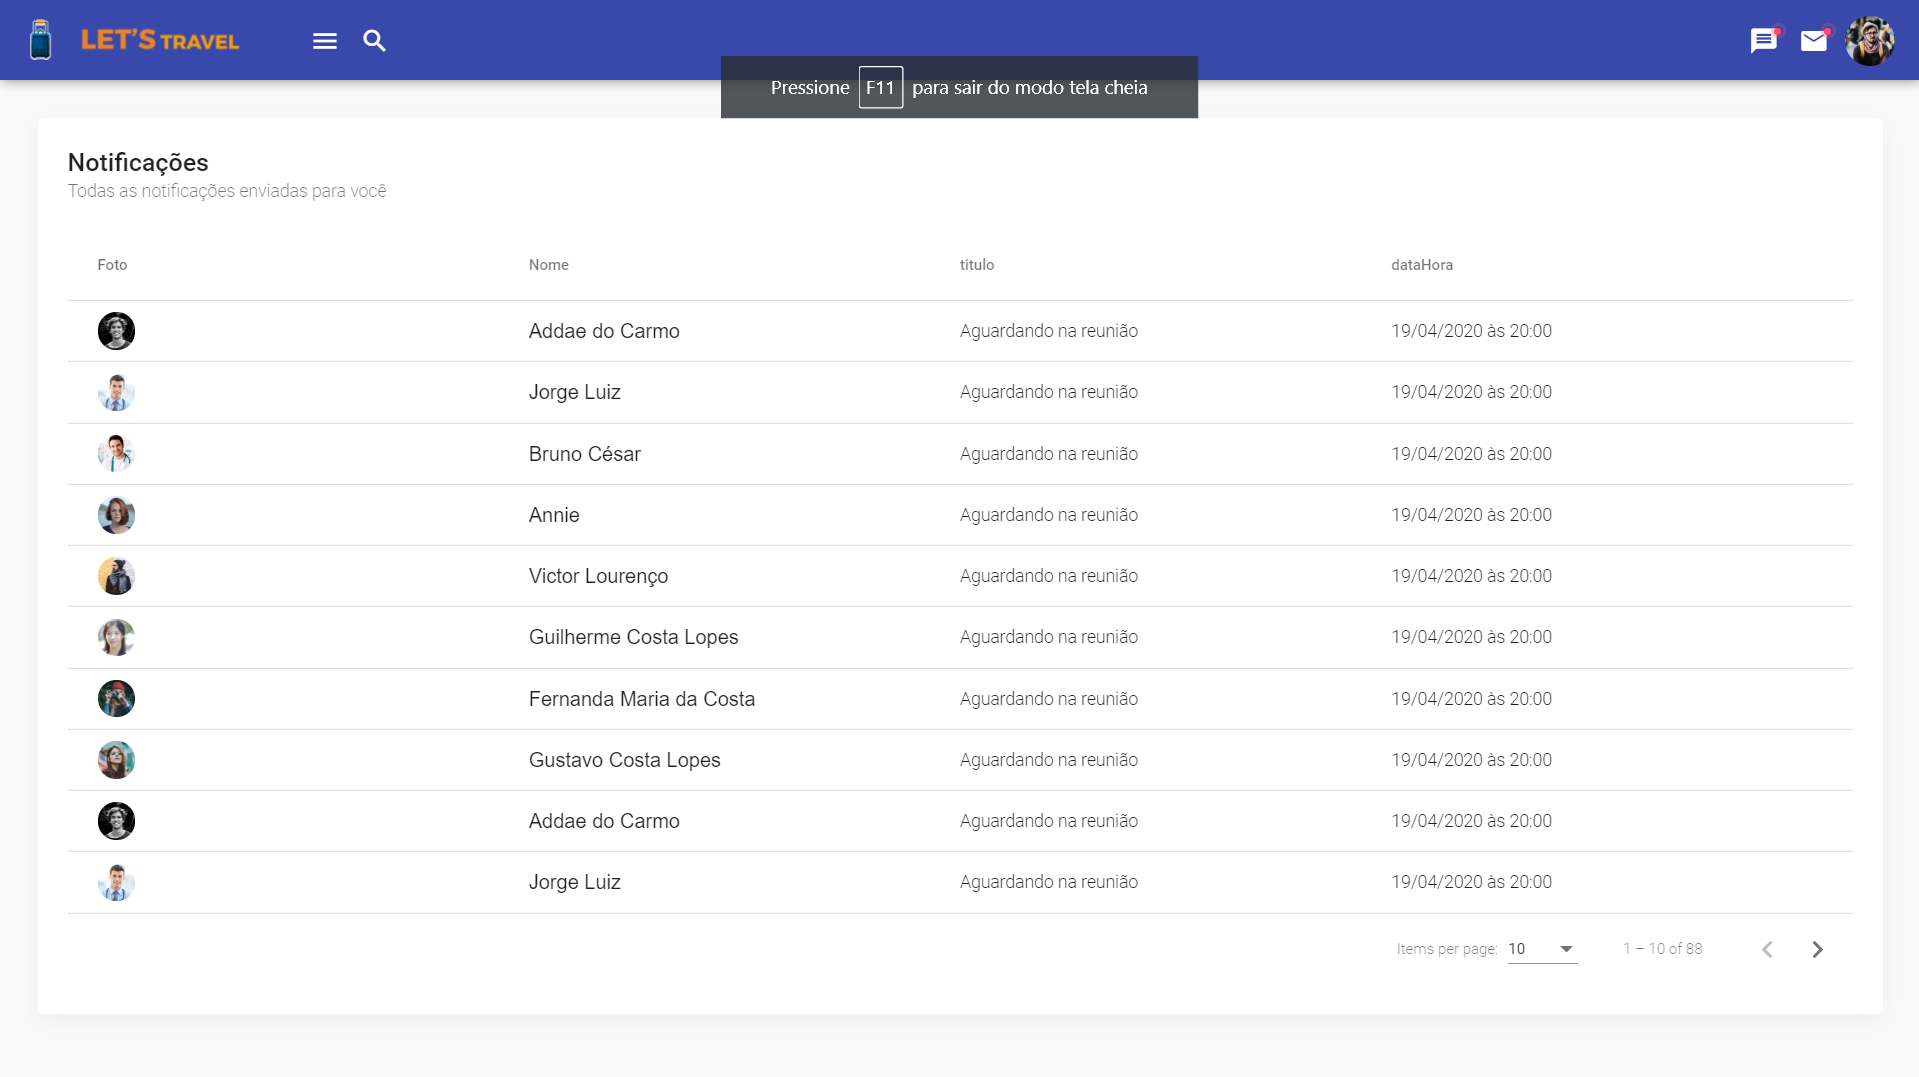 LET'S TRAVEL
Pressione F11 para sair do modo tela cheia
Notificações
Todas as notificações enviadas para você
Foto Nome titulo dataHora
Addae do Carmo Aguardando na reunião 19/04/2020 às 20:00
Jorge Luiz Aguardando na reunião 19/04/2020 às 20:00
Bruno César Aguardando na reunião 19/04/2020 às 20:00
Annie Aguardando na reunião 19/04/2020 às 20:00
Victor Lourenço Aguardando na reunião 19/04/2020 às 20:00
Guilherme Costa Lopes Aguardando na reunião 19/04/2020 às 20:00
Fernanda Maria da Costa Aguardando na reunião 19/04/2020 às 20:00
Gustavo Costa Lopes Aguardando na reunião 19/04/2020 às 20:00
Addae do Carmo Aguardando na reunião 19/04/2020 às 20:00
Jorge Luiz Aguardando na reunião 19/04/2020 às 20:00
Items per page: 10 1 – 10 of 88